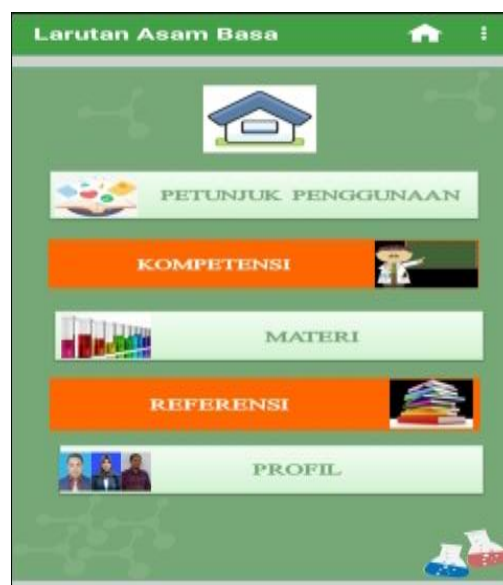 Larutan Asam Basa
PETUNJUK PENGGUNAAN
KOMPETENSI
MATERI
REFERENSI
PROFIL